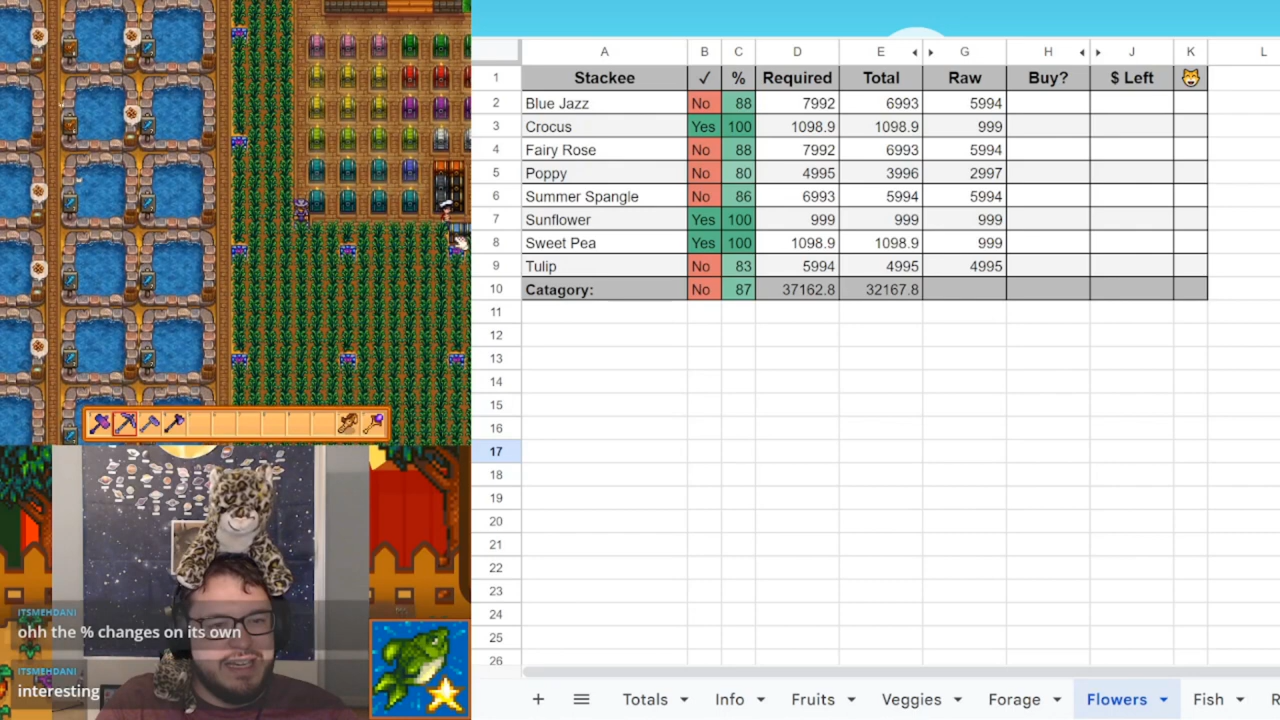 A B C D E G H J K L
1 Stackee ✓ % Required Total Raw Buy? $ Left 😺
2 Blue Jazz No 88 7992 6993 5994
3 Crocus Yes 100 1098.9 1098.9 999
4 Fairy Rose No 88 7992 6993 5994
5 Poppy No 80 4995 3996 2997
6 Summer Spangle No 86 6993 5994 5994
7 Sunflower Yes 100 999 999 999
8 Sweet Pea Yes 100 1098.9 1098.9 999
9 Tulip No 83 5994 4995 4995
10 Catagory: No 87 37162.8 32167.8
11
12
13
14
15
16
17
18
19
20
21
22
23
24
25
26
ITSMEHDANI
ohh the % changes on its own
ITSMEHDANI
interesting
+ Totals Info Fruits Veggies Forage Flowers Fish